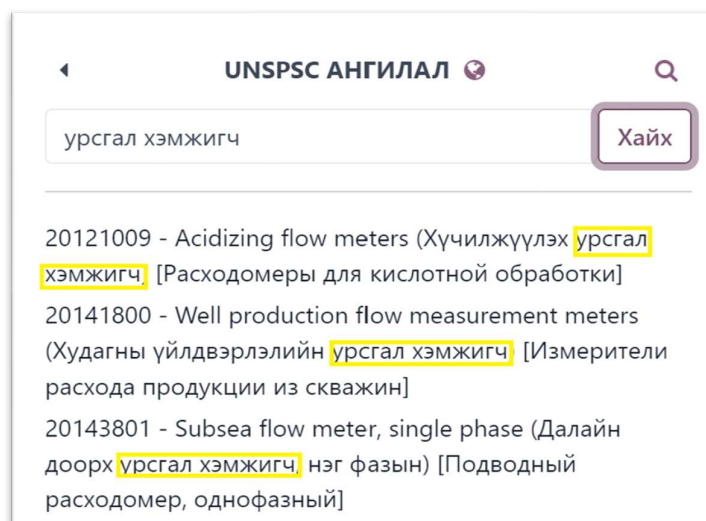 UNSPSC АНГИЛАЛ
урсгал хэмжигч
Хайх
20121009 - Acidizing flow meters (Хүчилжүүлэх урсгал
хэмжигч) [Расходомеры для кислотной обработки]
20141800 - Well production flow measurement meters
(Худагны үйлдвэрлэлийн урсгал хэмжигч) [Измерители
расхода продукции из скважин]
20143801 - Subsea flow meter, single phase (Далайн
доорх урсгал хэмжигч, нэг фазын) [Подводный
расходомер, однофазный]